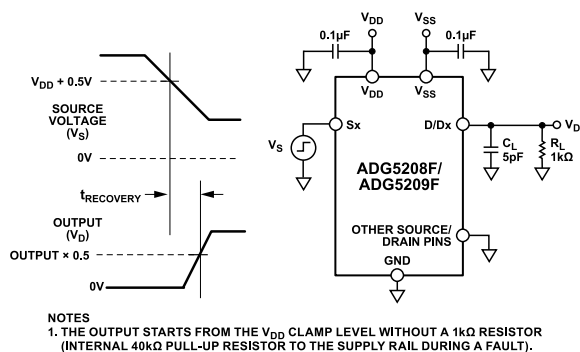 V_DD + 0.5V
SOURCE
VOLTAGE
(V_S)
0V
t_RECOVERY
OUTPUT
(V_D)
OUTPUT × 0.5
0V
V_DD
V_SS
0.1µF
0.1µF
V_DD
V_SS
Sx
D/Dx
V_D
V_S
C_L
5pF
R_L
1kΩ
ADG5208F/
ADG5209F
OTHER SOURCE/
DRAIN PINS
GND
NOTES
1. THE OUTPUT STARTS FROM THE V_DD CLAMP LEVEL WITHOUT A 1kΩ RESISTOR
(INTERNAL 40kΩ PULL-UP RESISTOR TO THE SUPPLY RAIL DURING A FAULT).